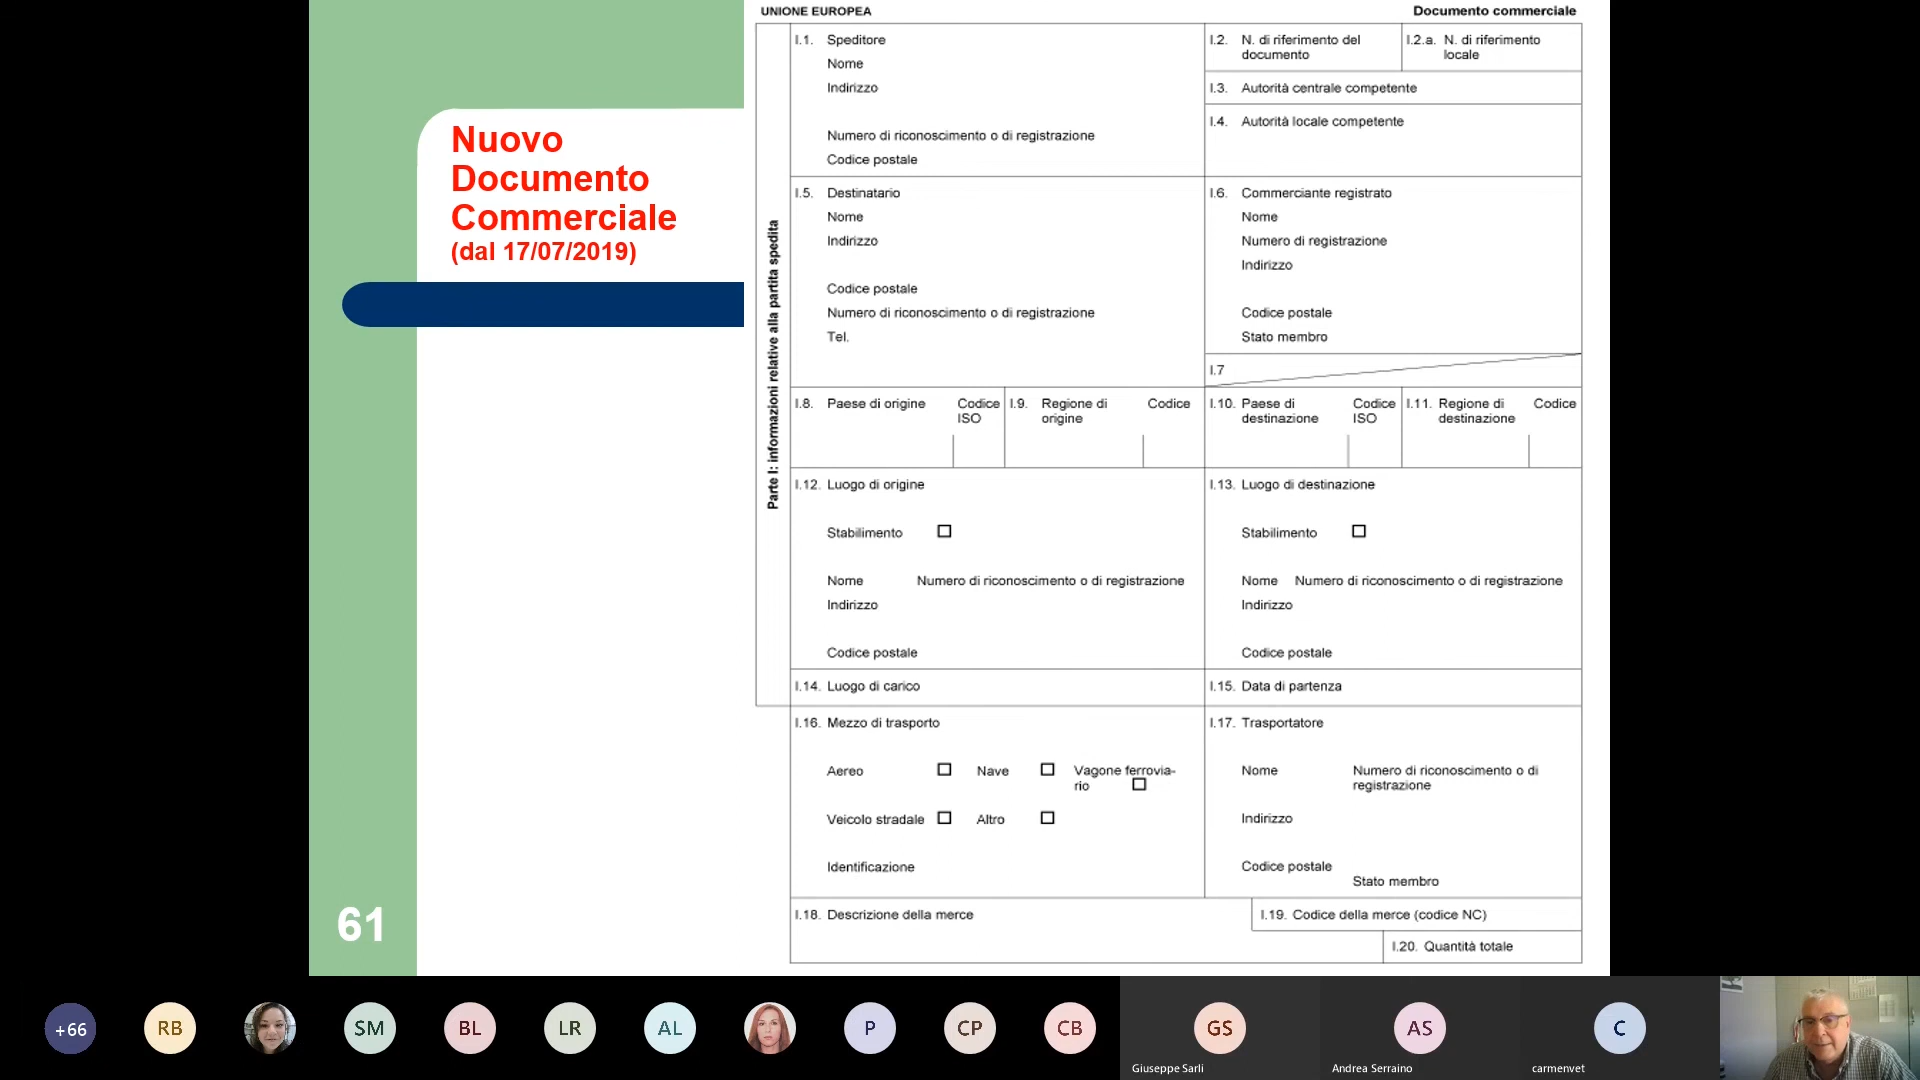 Nuovo
Documento
Commerciale
(dal 17/07/2019)
61
UNIONE EUROPEA
Documento commerciale
Parte I: informazioni relative alla partita spedita
I.1. Speditore
Nome
Indirizzo
Numero di riconoscimento o di registrazione
Codice postale
I.2. N. di riferimento del
documento
I.2.a. N. di riferimento
locale
I.3. Autorità centrale competente
I.4. Autorità locale competente
I.5. Destinatario
Nome
Indirizzo
Codice postale
Numero di riconoscimento o di registrazione
Tel.
I.6. Commerciante registrato
Nome
Numero di registrazione
Indirizzo
Codice postale
Stato membro
I.7
I.8. Paese di origine
Codice
ISO
I.9. Regione di
origine
Codice
I.10. Paese di
destinazione
Codice
ISO
I.11. Regione di
destinazione
Codice
I.12. Luogo di origine
Stabilimento
Nome Numero di riconoscimento o di registrazione
Indirizzo
Codice postale
I.13. Luogo di destinazione
Stabilimento
Nome Numero di riconoscimento o di registrazione
Indirizzo
Codice postale
I.14. Luogo di carico
I.15. Data di partenza
I.16. Mezzo di trasporto
Aereo Nave Vagone ferrovia-
rio
Veicolo stradale Altro
Identificazione
I.17. Trasportatore
Nome Numero di riconoscimento o di
registrazione
Indirizzo
Codice postale
Stato membro
I.18. Descrizione della merce
I.19. Codice della merce (codice NC)
I.20. Quantità totale
+66
RB
SM
BL
LR
AL
P
CP
CB
GS
Giuseppe Sarli
AS
Andrea Serraino
C
carmenvet